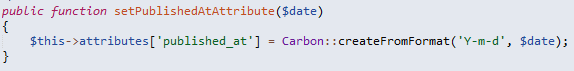 public function setPublishedAtAttribute($date)
{
    $this->attributes['published_at'] = Carbon::createFromFormat('Y-m-d', $date);
}